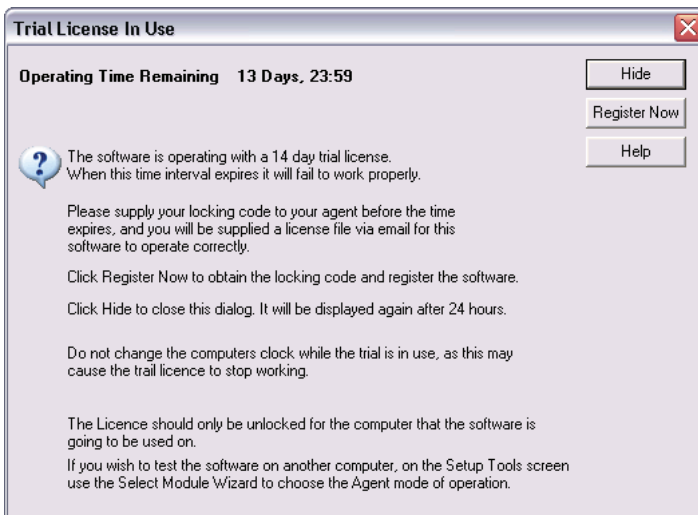 Trial License In Use
Operating Time Remaining 13 Days, 23:59
Hide
Register Now
Help
The software is operating with a 14 day trial license.
When this time interval expires it will fail to work properly.
Please supply your locking code to your agent before the time
expires, and you will be supplied a license file via email for this
software to operate correctly.
Click Register Now to obtain the locking code and register the software.
Click Hide to close this dialog. It will be displayed again after 24 hours.
Do not change the computers clock while the trial is in use, as this may
cause the trail licence to stop working.
The Licence should only be unlocked for the computer that the software is
going to be used on.
If you wish to test the software on another computer, on the Setup Tools screen
use the Select Module Wizard to choose the Agent mode of operation.